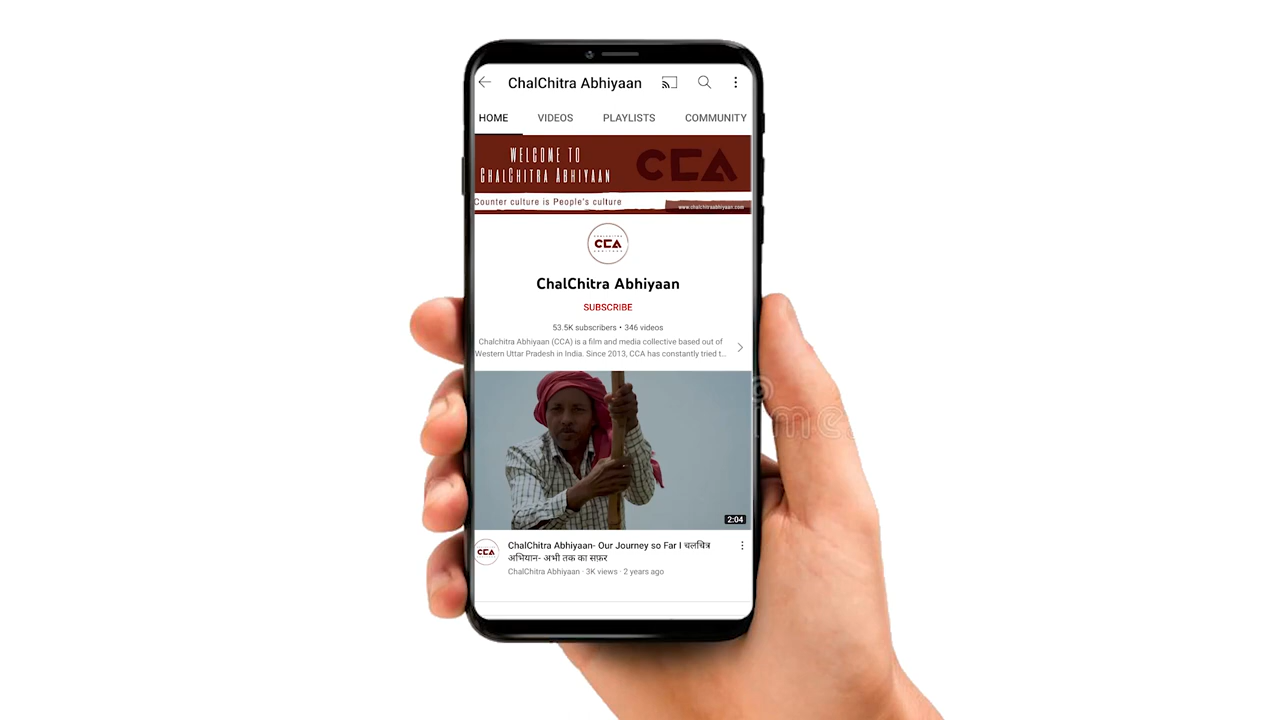 ChalChitra Abhiyaan
HOME VIDEOS PLAYLISTS COMMUNITY
WELCOME TO
CHALCHITRA ABHIYAAN
CCA
Counter culture is People's culture
www.chalchitraabhiyaan.com
CCA
ChalChitra Abhiyaan
SUBSCRIBE
53.5K subscribers • 346 videos
Chalchitra Abhiyaan (CCA) is a film and media collective based out of
Western Uttar Pradesh in India. Since 2013, CCA has constantly tried t...
2:04
CCA
ChalChitra Abhiyaan- Our Journey so Far I चलचित्र
अभियान- अभी तक का सफ़र
ChalChitra Abhiyaan · 3K views · 2 years ago